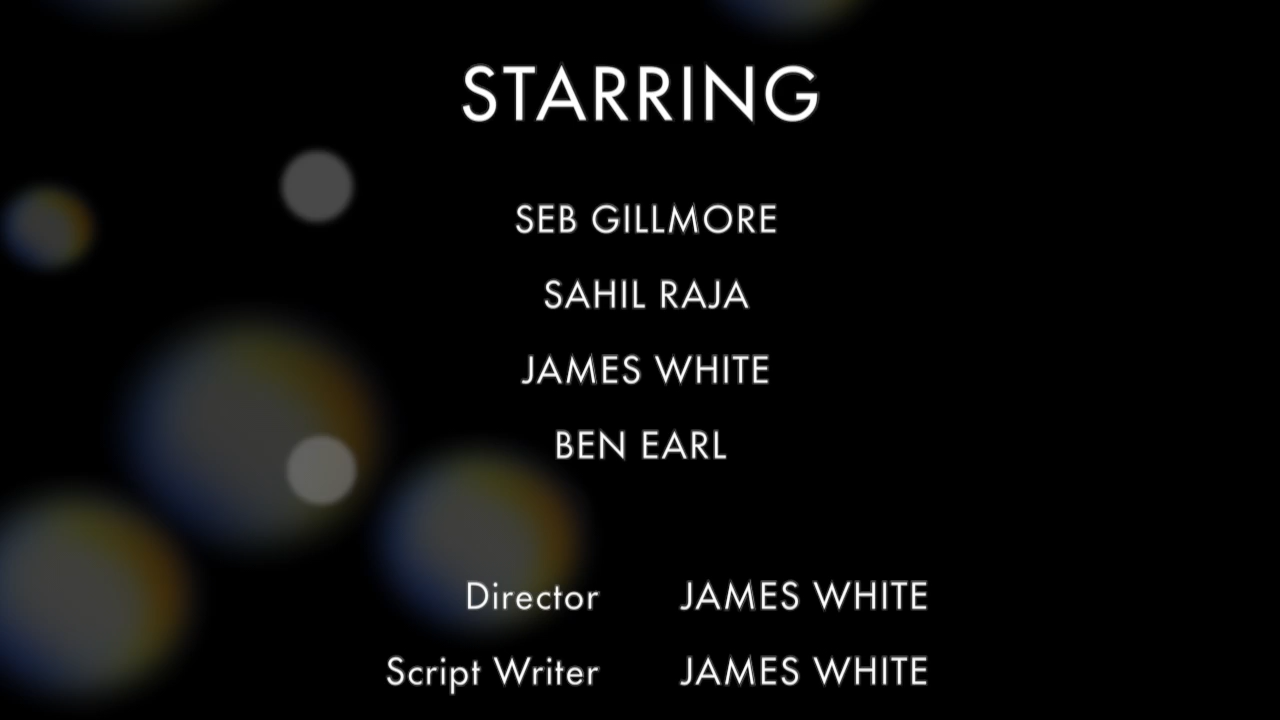 STARRING
SEB GILLMORE
SAHIL RAJA
JAMES WHITE
BEN EARL
Director JAMES WHITE
Script Writer JAMES WHITE